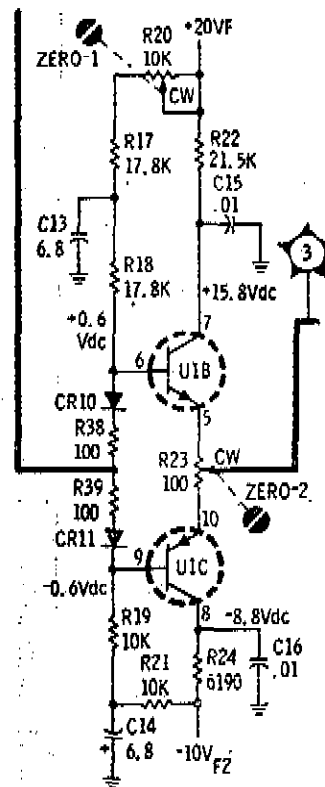 R20
10K
+20VF
ZERO-1
CW
R17
17.8K
R22
21.5K
C15
.01
C13
6.8
3
R18
17.8K
+0.6
Vdc
+15.8Vdc
7
6
U1B
CR10
5
R38
100
R23
100
CW
R39
100
ZERO-2
10
CR11
9
U1C
-0.6Vdc
8
-8.8Vdc
R19
10K
R21
10K
R24
6190
C16
.01
C14
6.8
+
-10VF2